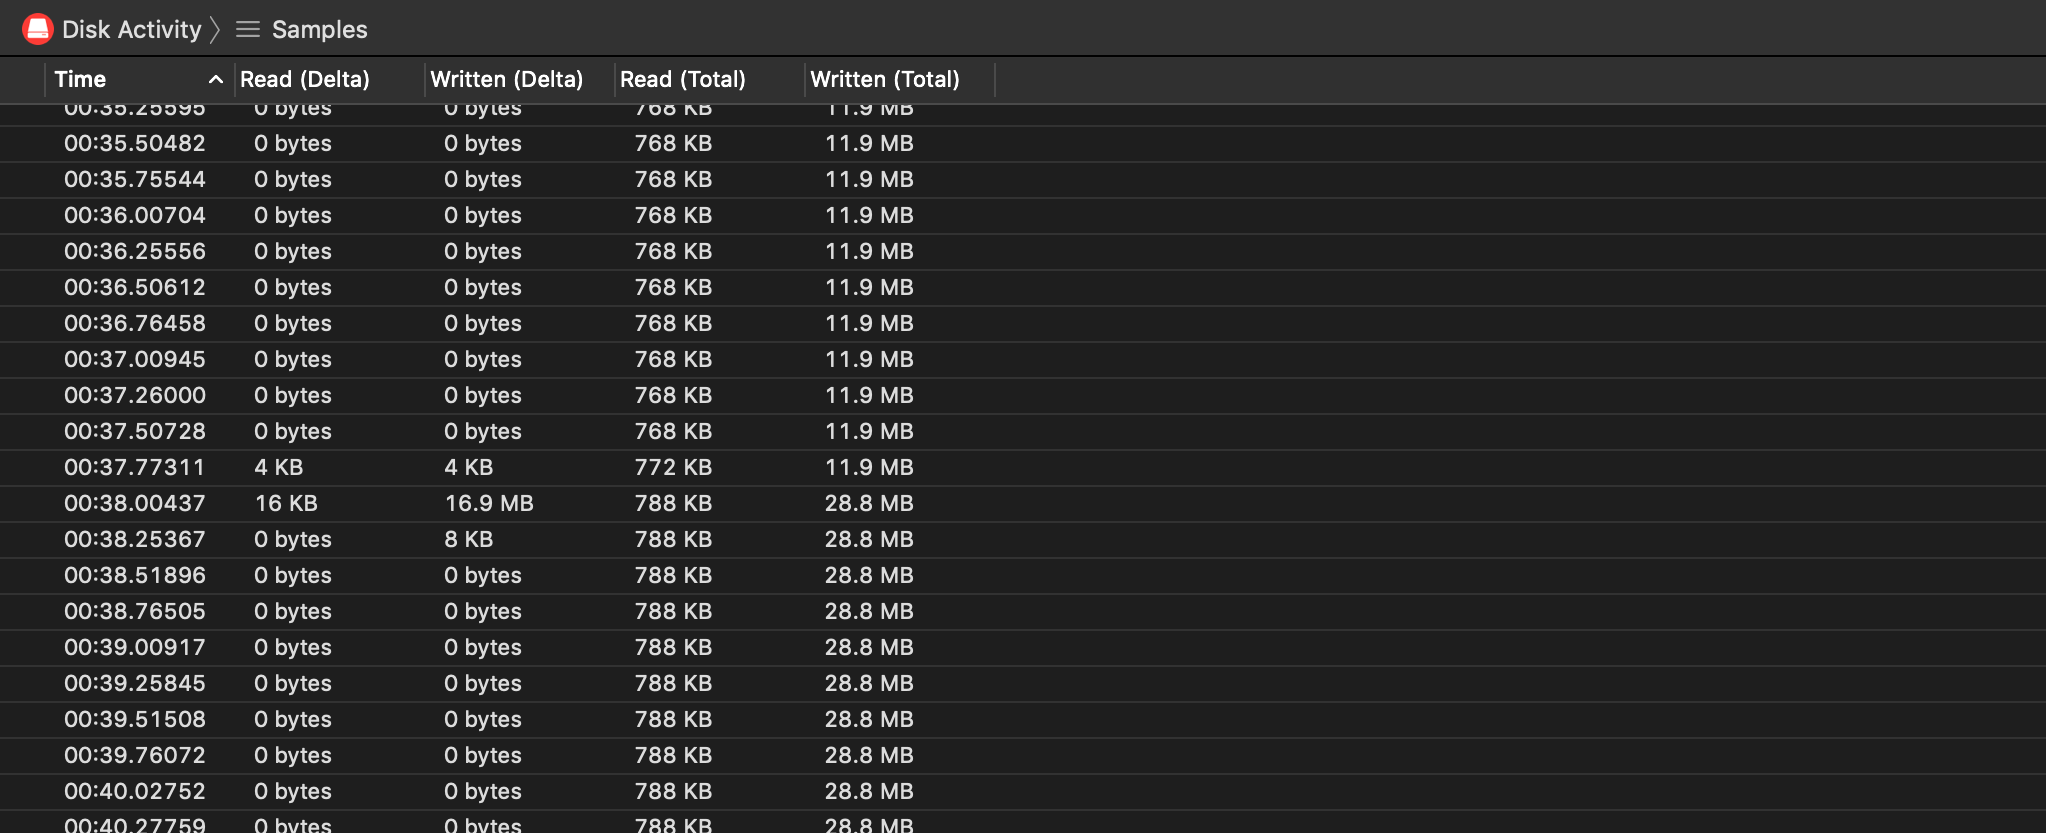 Disk Activity Samples
Time Read (Delta) Written (Delta) Read (Total) Written (Total)
00:35.25595 0 bytes 0 bytes 768 KB 11.9 MB
00:35.50482 0 bytes 0 bytes 768 KB 11.9 MB
00:35.75544 0 bytes 0 bytes 768 KB 11.9 MB
00:36.00704 0 bytes 0 bytes 768 KB 11.9 MB
00:36.25556 0 bytes 0 bytes 768 KB 11.9 MB
00:36.50612 0 bytes 0 bytes 768 KB 11.9 MB
00:36.76458 0 bytes 0 bytes 768 KB 11.9 MB
00:37.00945 0 bytes 0 bytes 768 KB 11.9 MB
00:37.26000 0 bytes 0 bytes 768 KB 11.9 MB
00:37.50728 0 bytes 0 bytes 768 KB 11.9 MB
00:37.77311 4 KB 4 KB 772 KB 11.9 MB
00:38.00437 16 KB 16.9 MB 788 KB 28.8 MB
00:38.25367 0 bytes 8 KB 788 KB 28.8 MB
00:38.51896 0 bytes 0 bytes 788 KB 28.8 MB
00:38.76505 0 bytes 0 bytes 788 KB 28.8 MB
00:39.00917 0 bytes 0 bytes 788 KB 28.8 MB
00:39.25845 0 bytes 0 bytes 788 KB 28.8 MB
00:39.51508 0 bytes 0 bytes 788 KB 28.8 MB
00:39.76072 0 bytes 0 bytes 788 KB 28.8 MB
00:40.02752 0 bytes 0 bytes 788 KB 28.8 MB
00:40.27759 0 bytes 0 bytes 788 KB 28.8 MB